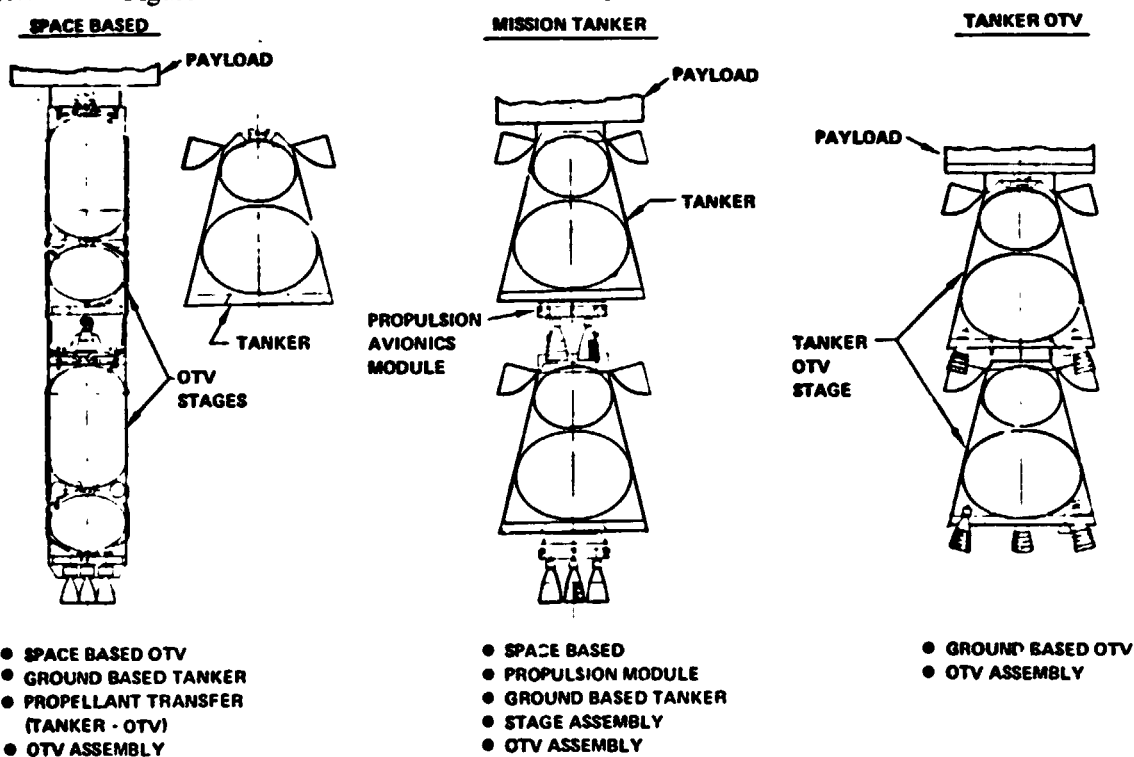 SPACE BASED
PAYLOAD
TANKER
OTV
STAGES
● SPACE BASED OTV
● GROUND BASED TANKER
● PROPELLANT TRANSFER
(TANKER - OTV)
● OTV ASSEMBLY
MISSION TANKER
PAYLOAD
TANKER
PROPULSION
AVIONICS
MODULE
● SPACE BASED
● PROPULSION MODULE
● GROUND BASED TANKER
● STAGE ASSEMBLY
● OTV ASSEMBLY
TANKER OTV
PAYLOAD
TANKER
OTV
STAGE
● GROUND BASED OTV
● OTV ASSEMBLY